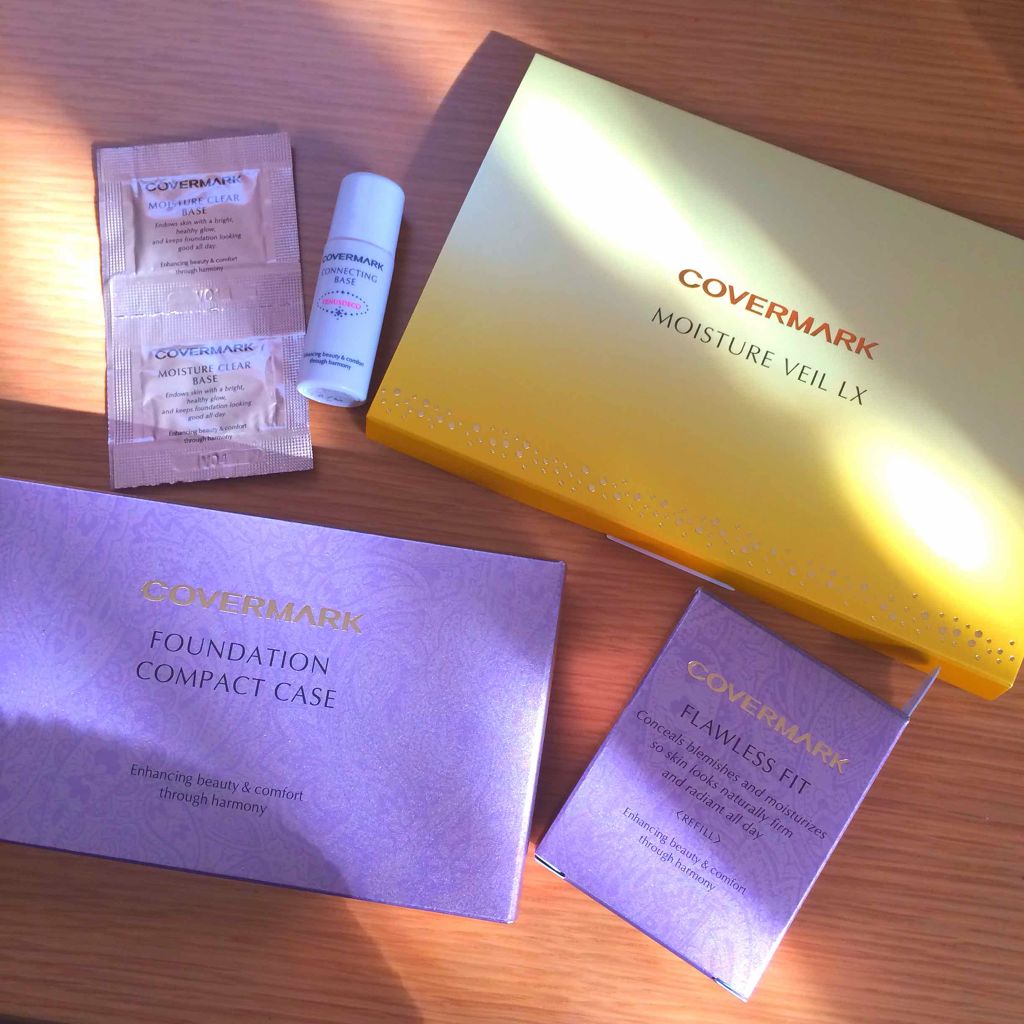 COVERMARK
MOISTURE CLEAR
BASE
Endows skin with a bright,
healthy glow,
and keeps foundation looking
good all day.
Enhancing beauty & comfort
through harmony
COVERMARK
MOISTURE CLEAR
BASE
Endows skin with a bright,
healthy glow,
and keeps foundation looking
good all day.
Enhancing beauty & comfort
through harmony
COVERMARK
CONNECTING
BASE
VENUSDECO
Enhancing beauty & comfort
through harmony
COVERMARK
MOISTURE VEIL LX
COVERMARK
FOUNDATION
COMPACT CASE
Enhancing beauty & comfort
through harmony
COVERMARK
FLAWLESS FIT
Conceals blemishes and moisturizes
so skin looks naturally firm
and radiant all day
<REFILL>
Enhancing beauty & comfort
through harmony